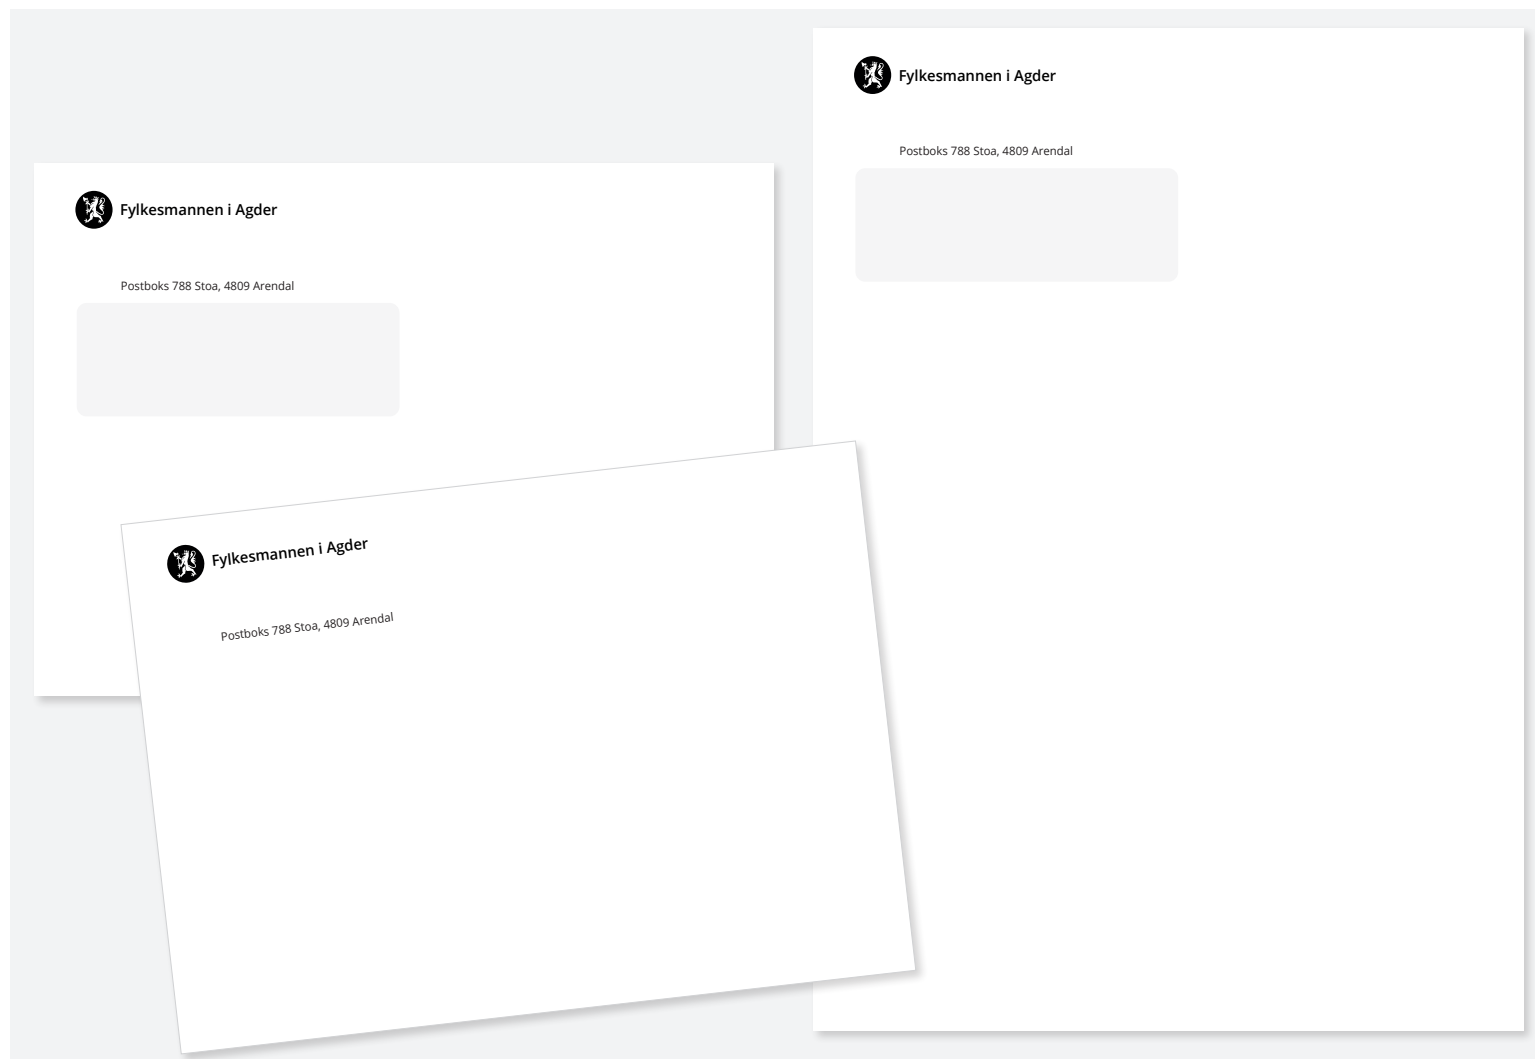 Fylkesmannen i Agder
Postboks 788 Stoa, 4809 Arendal
Fylkesmannen i Agder
Postboks 788 Stoa, 4809 Arendal
Fylkesmannen i Agder
Postboks 788 Stoa, 4809 Arendal